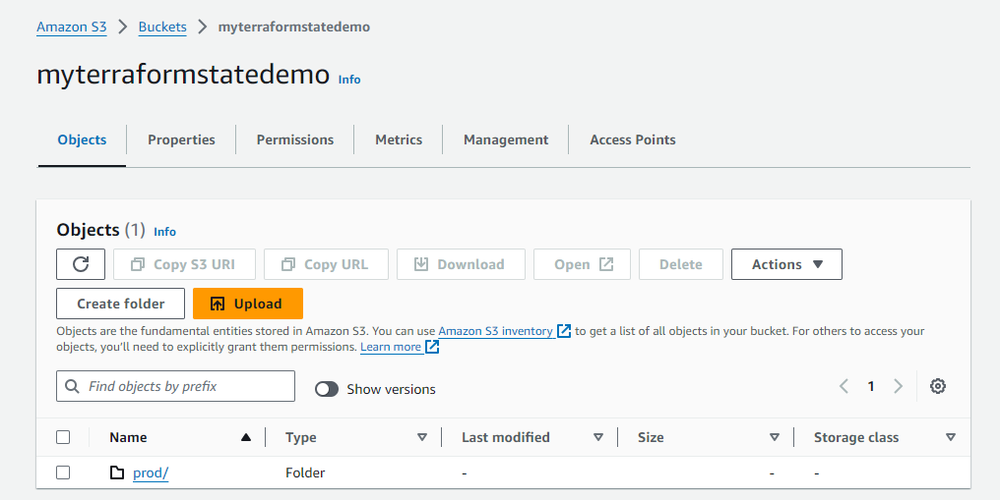 Amazon S3 > Buckets > myterraformstatedemo
myterraformstatedemo Info
Objects Properties Permissions Metrics Management Access Points
Objects (1) Info
Copy S3 URI Copy URL Download Open Delete Actions
Create folder Upload
Objects are the fundamental entities stored in Amazon S3. You can use Amazon S3 inventory to get a list of all objects in your bucket. For others to access your
objects, you'll need to explicitly grant them permissions. Learn more
Find objects by prefix Show versions 1
Name Type Last modified Size Storage class
prod/ Folder - - -